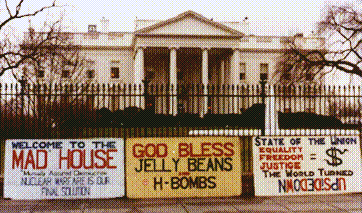 WELCOME TO THE
MAD HOUSE
Mutually Assured Destruction
NUCLEAR WARFARE IS OUR
FINAL SOLUTION
GOD BLESS
JELLY BEANS
AND
H-BOMBS
STATE OF THE UNION
EQUALITY
FREEDOM = $
JUSTICE
THE WORLD TURNED
UPSIDEDOWN